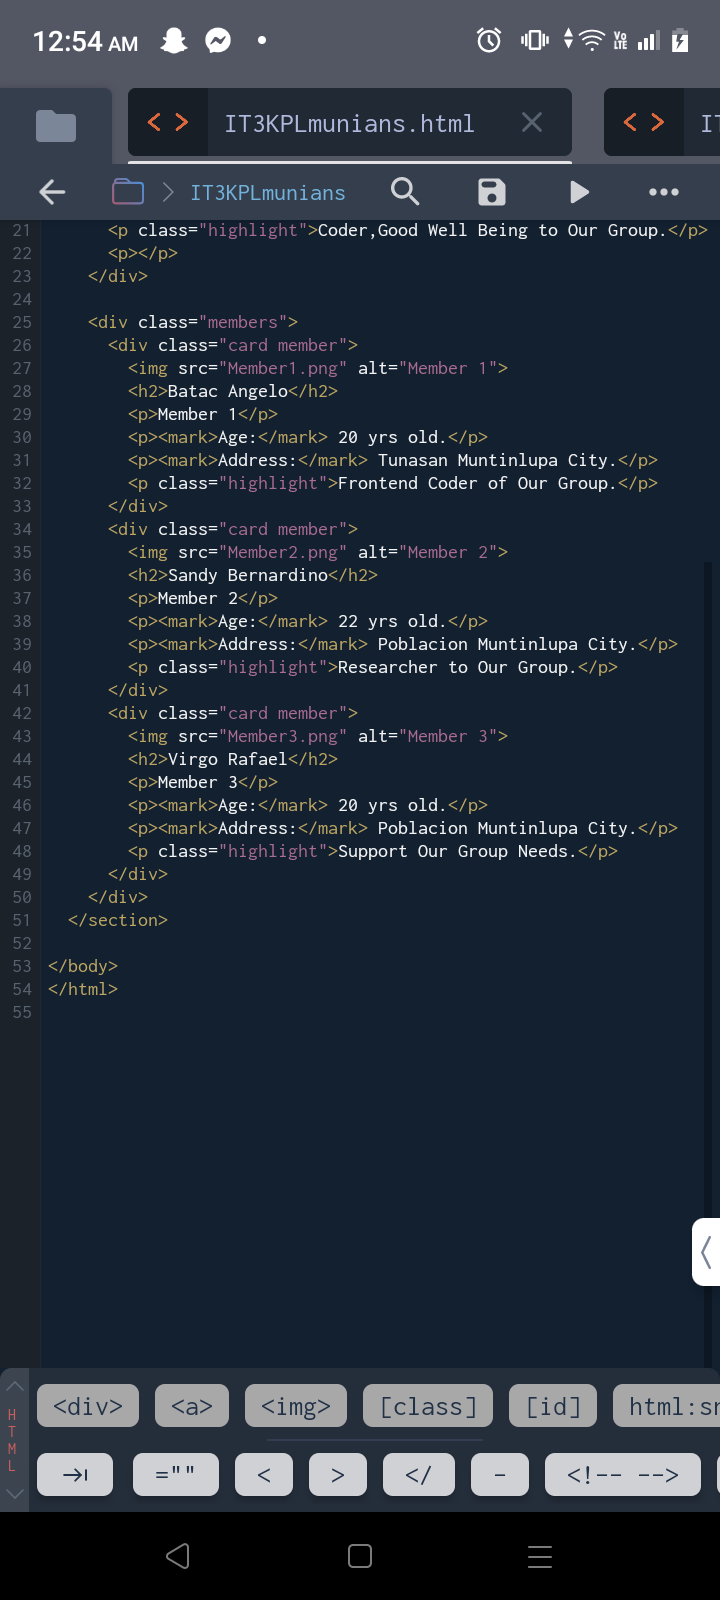 12:54 AM
Vo LTE
< > IT3KPLmunians.html
< > IT
IT3KPLmunians
21 <p class="highlight">Coder,Good Well Being to Our Group.</p>
22 <p></p>
23 </div>
24
25 <div class="members">
26 <div class="card member">
27 <img src="Member1.png" alt="Member 1">
28 <h2>Batac Angelo</h2>
29 <p>Member 1</p>
30 <p><mark>Age:</mark> 20 yrs old.</p>
31 <p><mark>Address:</mark> Tunasan Muntinlupa City.</p>
32 <p class="highlight">Frontend Coder of Our Group.</p>
33 </div>
34 <div class="card member">
35 <img src="Member2.png" alt="Member 2">
36 <h2>Sandy Bernardino</h2>
37 <p>Member 2</p>
38 <p><mark>Age:</mark> 22 yrs old.</p>
39 <p><mark>Address:</mark> Poblacion Muntinlupa City.</p>
40 <p class="highlight">Researcher to Our Group.</p>
41 </div>
42 <div class="card member">
43 <img src="Member3.png" alt="Member 3">
44 <h2>Virgo Rafael</h2>
45 <p>Member 3</p>
46 <p><mark>Age:</mark> 20 yrs old.</p>
47 <p><mark>Address:</mark> Poblacion Muntinlupa City.</p>
48 <p class="highlight">Support Our Group Needs.</p>
49 </div>
50 </div>
51 </section>
52
53 </body>
54 </html>
55
HTML
<div> <a> <img> [class] [id] html:sn
="" < > </ - <!-- -->